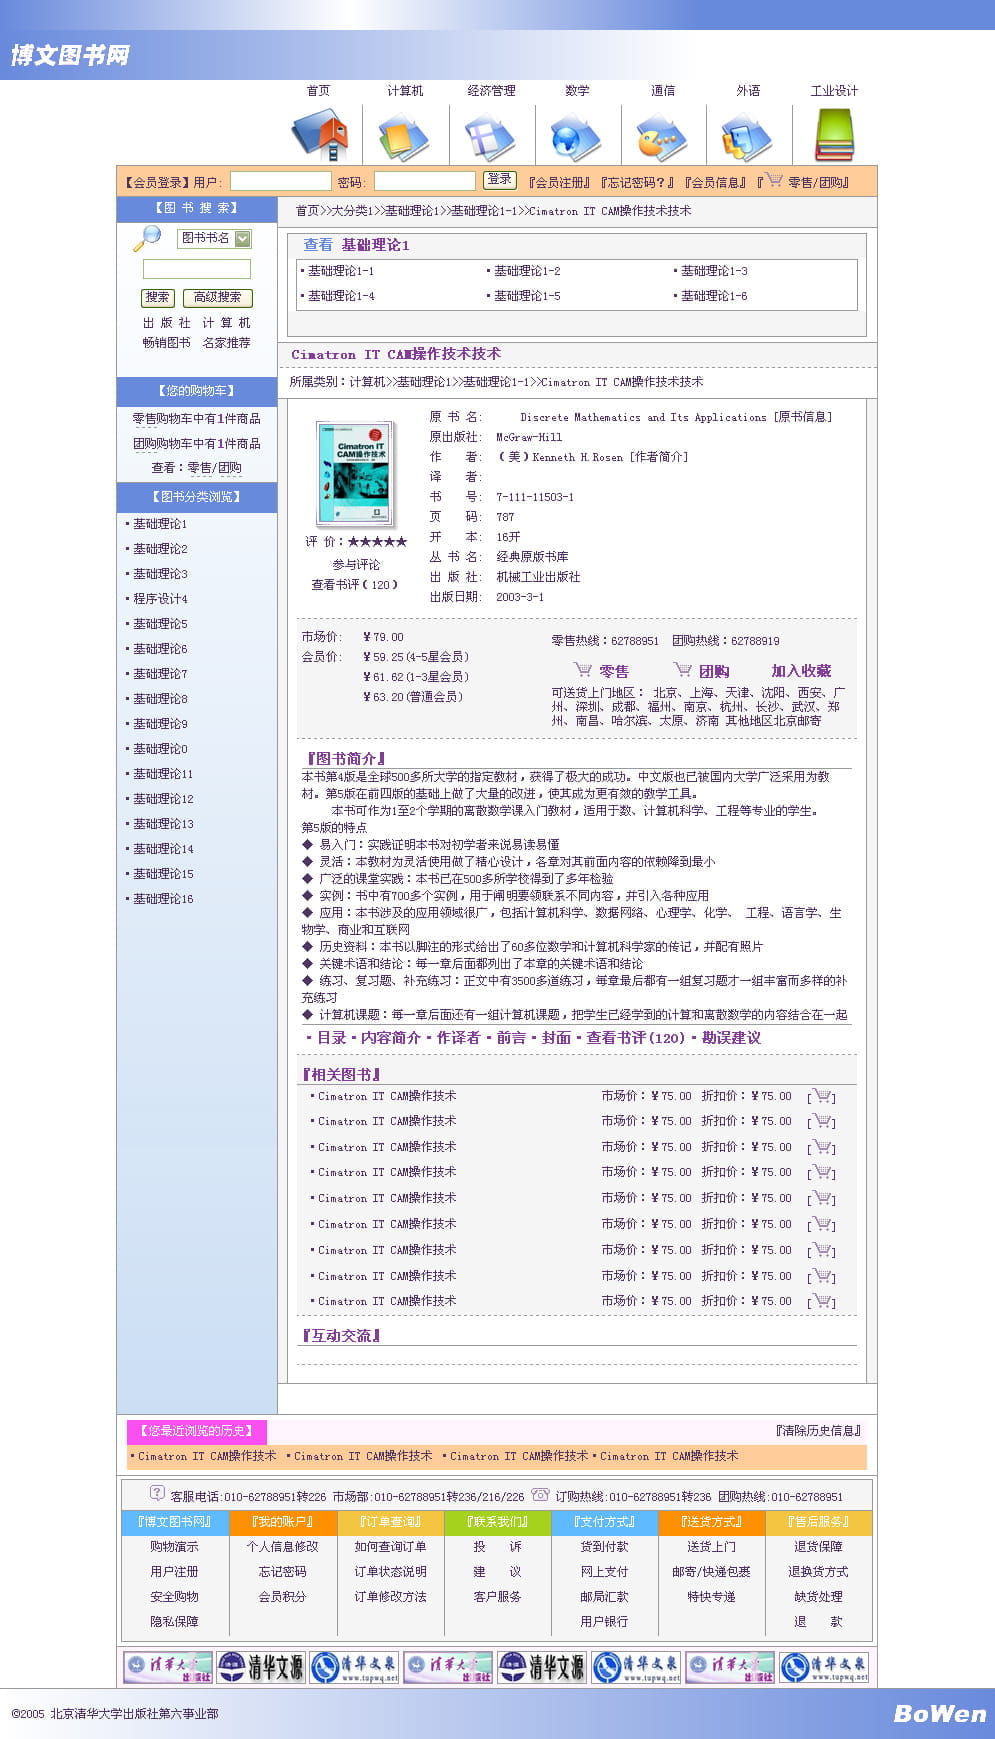 博文图书网
首页 计算机 经济管理 数学 通信 外语 工业设计
【会员登录】用户: 密码: 登录 『会员注册』『忘记密码？』『会员信息』『 零售/团购』
【图 书 搜 索】
图书书名
搜索 高级搜索
出 版 社 计 算 机
畅销图书 名家推荐
【您的购物车】
零售购物车中有1件商品
团购购物车中有1件商品
查看：零售/团购
【图书分类浏览】
·基础理论1
·基础理论2
·基础理论3
·程序设计4
·基础理论5
·基础理论6
·基础理论7
·基础理论8
·基础理论9
·基础理论0
·基础理论11
·基础理论12
·基础理论13
·基础理论14
·基础理论15
·基础理论16
首页>>大分类1>>基础理论1>>基础理论1-1>>Cimatron IT CAM操作技术技术
查看 基础理论1
·基础理论1-1 ·基础理论1-2 ·基础理论1-3
·基础理论1-4 ·基础理论1-5 ·基础理论1-6
Cimatron IT CAM操作技术技术
所属类别：计算机>>基础理论1>>基础理论1-1>>Cimatron IT CAM操作技术技术
Cimatron IT
CAM操作技术
评 价：★★★★★
参与评论
查看书评(120)
原 书 名: Discrete Mathematics and Its Applications [原书信息]
原出版社: McGraw-Hill
作 者: (美)Kenneth H.Rosen [作者简介]
译 者:
书 号: 7-111-11503-1
页 码: 787
开 本: 16开
丛 书 名: 经典原版书库
出 版 社: 机械工业出版社
出版日期: 2003-3-1
市场价: ￥79.00
会员价: ￥59.25(4-5星会员)
￥61.62(1-3星会员)
￥63.20(普通会员)
零售热线：62788951 团购热线：62788919
零售 团购 加入收藏
可送货上门地区： 北京、上海、天津、沈阳、西安、广
州、深圳、成都、福州、南京、杭州、长沙、武汉、郑
州、南昌、哈尔滨、太原、济南 其他地区北京邮寄
『图书简介』
本书第4版是全球500多所大学的指定教材，获得了极大的成功。中文版也已被国内大学广泛采用为教
材。第5版在前四版的基础上做了大量的改进，使其成为更有效的教学工具。
本书可作为1至2个学期的离散数学课入门教材，适用于数、计算机科学、工程等专业的学生。
第5版的特点
◆ 易入门：实践证明本书对初学者来说易读易懂
◆ 灵活：本教材为灵活使用做了精心设计，各章对其前面内容的依赖降到最小
◆ 广泛的课堂实践：本书已在500多所学校得到了多年检验
◆ 实例：书中有700多个实例，用于阐明要领联系不同内容，并引入各种应用
◆ 应用：本书涉及的应用领域很广，包括计算机科学、数据网络、心理学、化学、 工程、语言学、生
物学、商业和互联网
◆ 历史资料：本书以脚注的形式给出了60多位数学和计算机科学家的传记，并配有照片
◆ 关键术语和结论：每一章后面都列出了本章的关键术语和结论
◆ 练习、复习题、补充练习：正文中有3500多道练习，每章最后都有一组复习题才一组丰富而多样的补
充练习
◆ 计算机课题：每一章后面还有一组计算机课题，把学生已经学到的计算和离散数学的内容结合在一起
·目录·内容简介·作译者·前言·封面·查看书评(120)·勘误建议
『相关图书』
·Cimatron IT CAM操作技术 市场价：￥75.00 折扣价：￥75.00 [ ]
·Cimatron IT CAM操作技术 市场价：￥75.00 折扣价：￥75.00 [ ]
·Cimatron IT CAM操作技术 市场价：￥75.00 折扣价：￥75.00 [ ]
·Cimatron IT CAM操作技术 市场价：￥75.00 折扣价：￥75.00 [ ]
·Cimatron IT CAM操作技术 市场价：￥75.00 折扣价：￥75.00 [ ]
·Cimatron IT CAM操作技术 市场价：￥75.00 折扣价：￥75.00 [ ]
·Cimatron IT CAM操作技术 市场价：￥75.00 折扣价：￥75.00 [ ]
·Cimatron IT CAM操作技术 市场价：￥75.00 折扣价：￥75.00 [ ]
·Cimatron IT CAM操作技术 市场价：￥75.00 折扣价：￥75.00 [ ]
『互动交流』
【您最近浏览的历史】 『清除历史信息』
·Cimatron IT CAM操作技术 ·Cimatron IT CAM操作技术 ·Cimatron IT CAM操作技术·Cimatron IT CAM操作技术
客服电话:010-62788951转226 市场部:010-62788951转236/216/226 订购热线:010-62788951转236 团购热线:010-62788951
『博文图书网』 『我的账户』 『订单查询』 『联系我们』 『支付方式』 『送货方式』 『售后服务』
购物演示 个人信息修改 如何查询订单 投 诉 货到付款 送货上门 退货保障
用户注册 忘记密码 订单状态说明 建 议 网上支付 邮寄/快递包裹 退换货方式
安全购物 会员积分 订单修改方法 客户服务 邮局汇款 特快专递 缺货处理
隐私保障 用户银行 退 款
清华大学出版社 清华文源 清华文泉 www.tupwq.net 清华大学出版社 清华文源 清华文泉 www.tupwq.net 清华大学出版社 清华文泉 www.tupwq.net
©2005 北京清华大学出版社第六事业部
BoWen